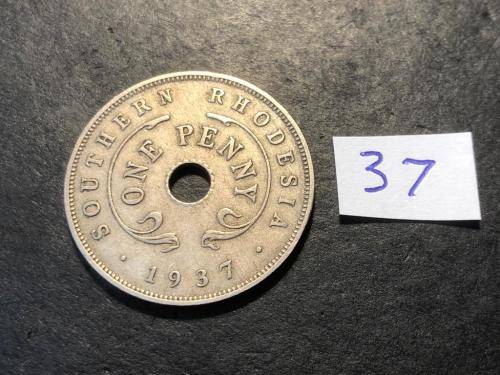 SOUTHERN RHODESIA
ONE PENNY
· 1937 ·
37